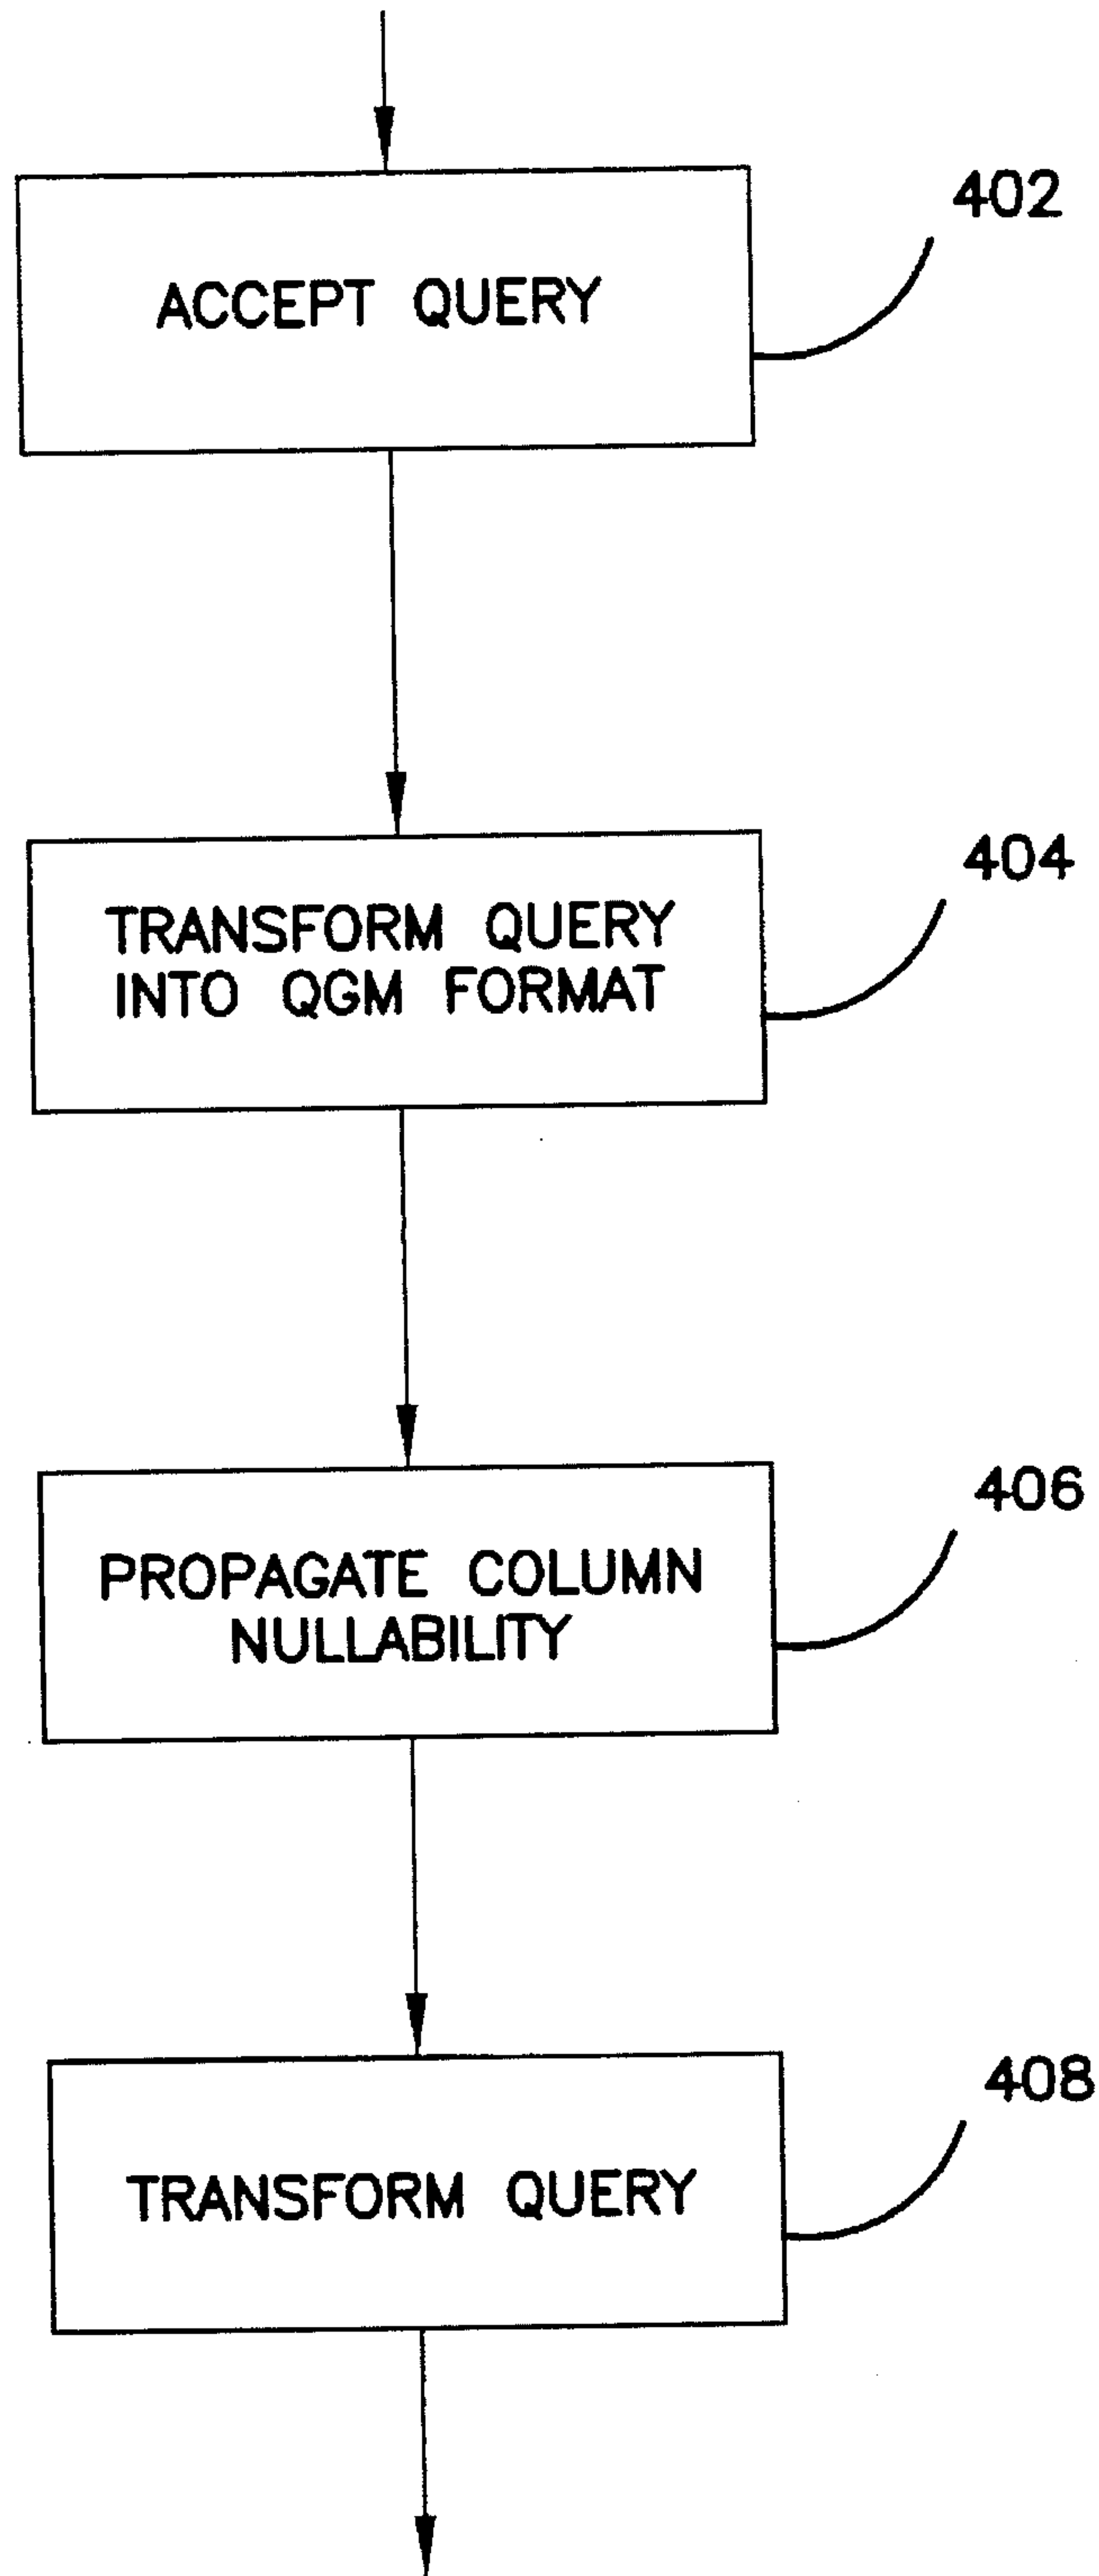 402
ACCEPT QUERY
404
TRANSFORM QUERY
INTO QGM FORMAT
406
PROPAGATE COLUMN
NULLABILITY
408
TRANSFORM QUERY